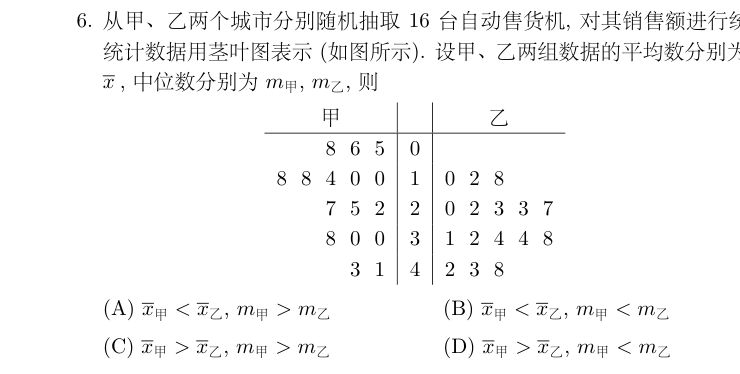 6. 从甲、乙两个城市分别随机抽取 16 台自动售货机, 对其销售额进行
统计数据用茎叶图表示 (如图所示). 设甲、乙两组数据的平均数分别
x̅ , 中位数分别为 m甲, m乙, 则
甲 乙
8 6 5 0
8 8 4 0 0 1 0 2 8
7 5 2 2 0 2 3 3 7
8 0 0 3 1 2 4 4 8
3 1 4 2 3 8
(A) x̅甲 < x̅乙, m甲 > m乙 (B) x̅甲 < x̅乙, m甲 < m乙
(C) x̅甲 > x̅乙, m甲 > m乙 (D) x̅甲 > x̅乙, m甲 < m乙